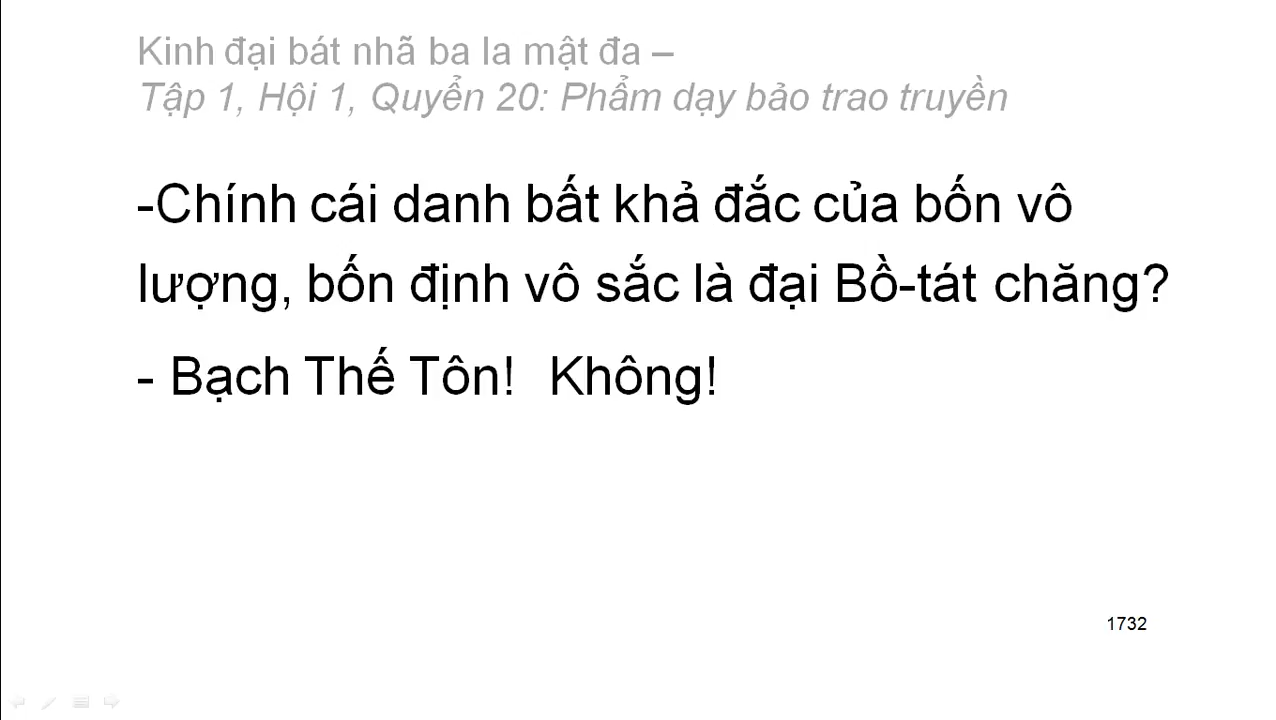 Kinh đại bát nhã ba la mật đa –
Tập 1, Hội 1, Quyển 20: Phẩm dạy bảo trao truyền
-Chính cái danh bất khả đắc của bốn vô
lượng, bốn định vô sắc là đại Bồ-tát chăng?
- Bạch Thế Tôn!  Không!
1732